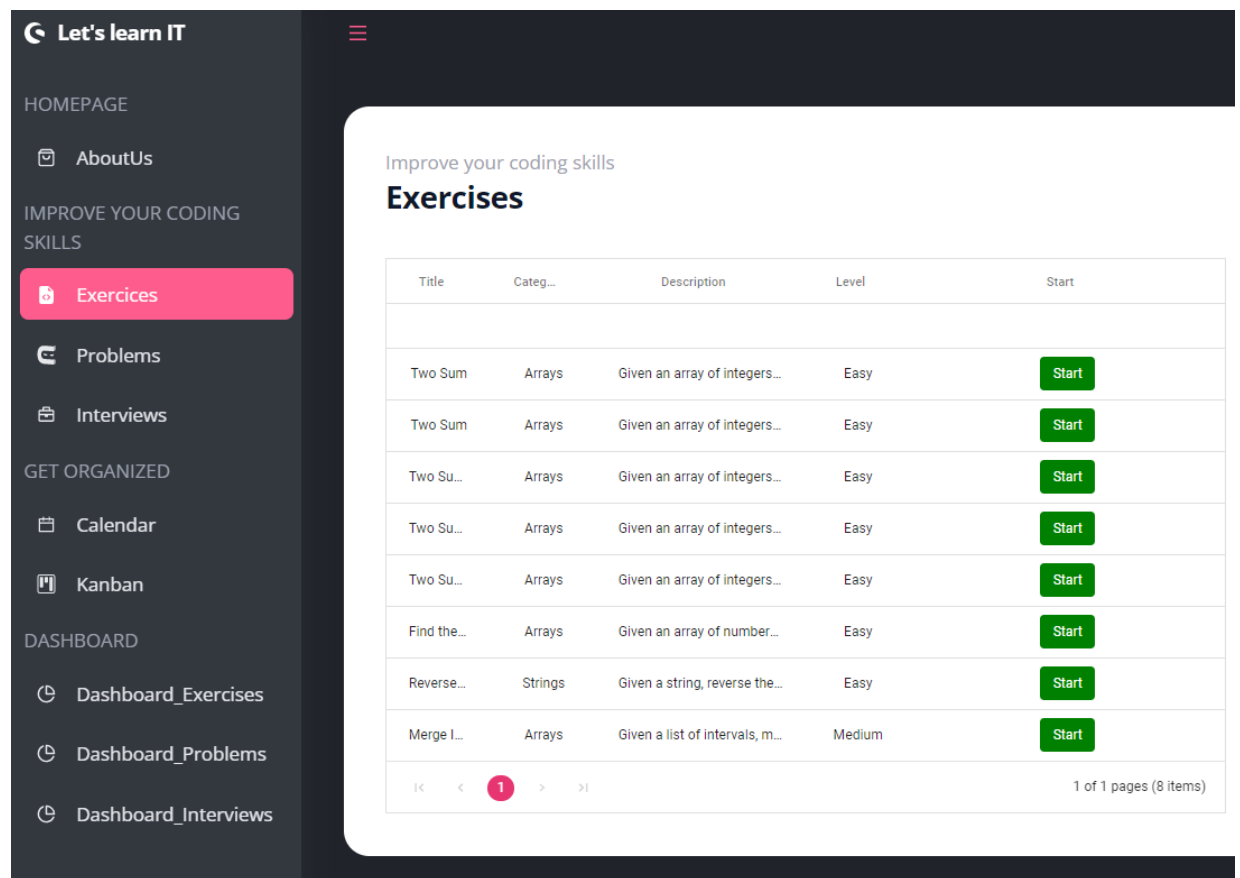 Let's learn IT
HOMEPAGE
AboutUs
IMPROVE YOUR CODING
SKILLS
Exercices
Problems
Interviews
GET ORGANIZED
Calendar
Kanban
DASHBOARD
Dashboard_Exercises
Dashboard_Problems
Dashboard_Interviews
Improve your coding skills
Exercises
Title Categ... Description Level Start
Two Sum Arrays Given an array of integers... Easy Start
Two Sum Arrays Given an array of integers... Easy Start
Two Su... Arrays Given an array of integers... Easy Start
Two Su... Arrays Given an array of integers... Easy Start
Two Su... Arrays Given an array of integers... Easy Start
Find the... Arrays Given an array of number... Easy Start
Reverse... Strings Given a string, reverse the... Easy Start
Merge I... Arrays Given a list of intervals, m... Medium Start
1 1 of 1 pages (8 items)